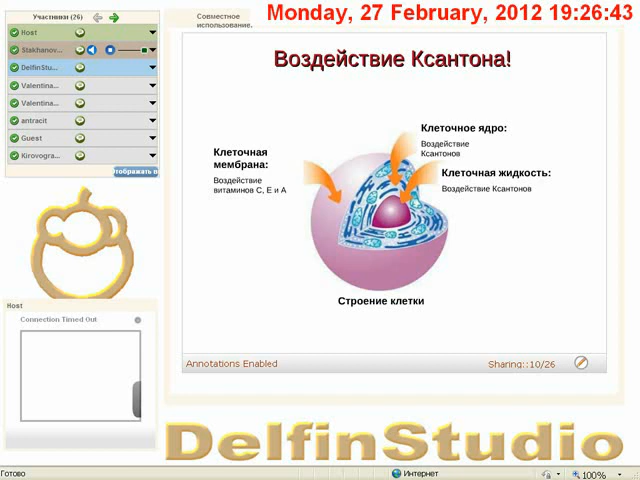 Monday, 27 February, 2012 19:26:43
Участники (26)
Host
Stakhanov...
DelfinStu...
Valentina...
Valentina...
antracit
Guest
Kirovogra...
Отображать в
Host
Connection Timed Out
Совместное
использование.
Воздействие Ксантона!
Клеточная
мембрана:
Воздействие
витаминов С, Е и А
Клеточное ядро:
Воздействие
Ксантонов
Клеточная жидкость:
Воздействие Ксантонов
Строение клетки
Annotations Enabled
Sharing::10/26
DelfinStudio
Готово
Интернет
100%